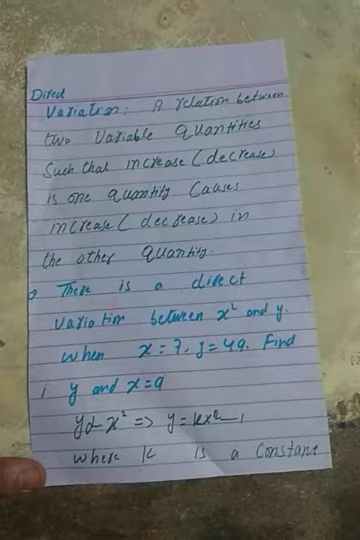 Direct
Variation: A relation between
two Variable Quantities
Such that increase (decrease)
is one quantity Causes
increase (decrease) in
the other Quantity.
→ There is a direct
variation between x² and y.
when x = 7, y = 49. Find
i y and x = 9
y ∝ x² => y = kx² — 1
where k is a Constant